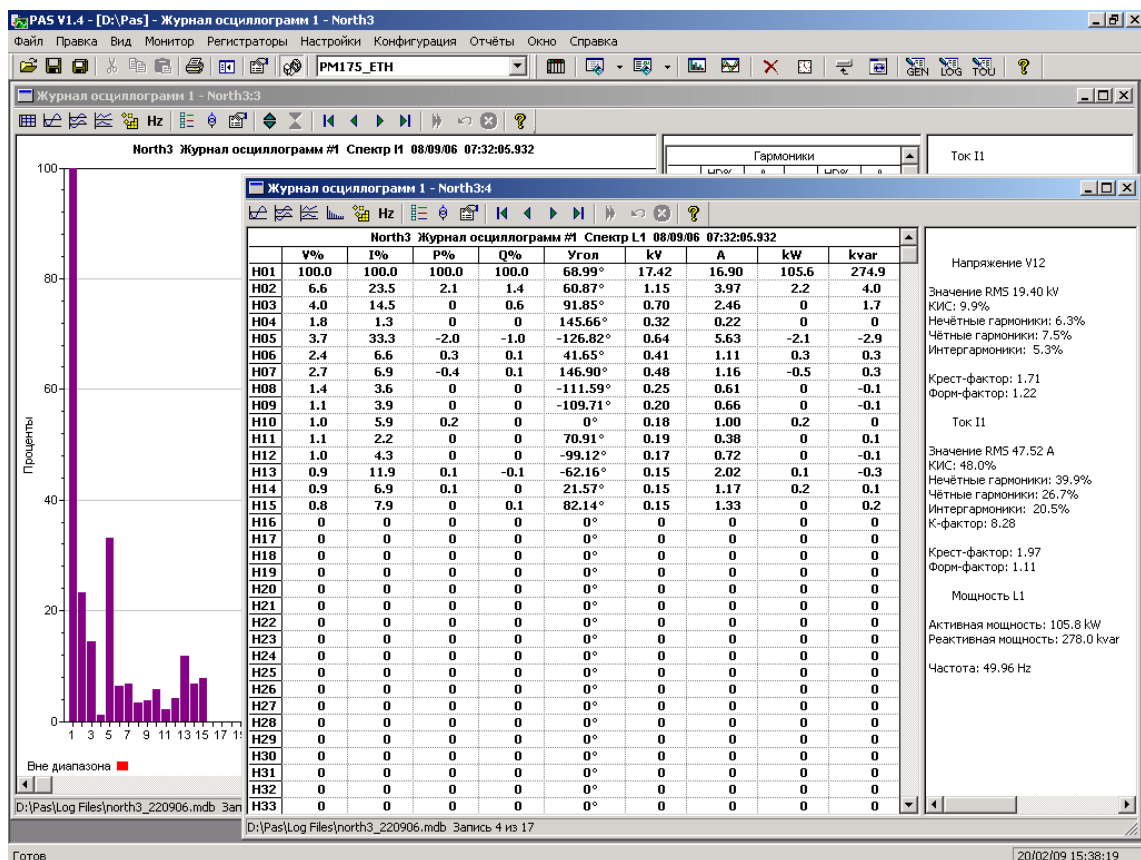 PAS V1.4 - [D:\Pas] - Журнал осциллограмм 1 - North3
Файл Правка Вид Монитор Регистраторы Настройки Конфигурация Отчёты Окно Справка
PM175_ETH GEN LOG TOU
Журнал осциллограмм 1 - North3:3
Hz
North3 Журнал осциллограмм #1 Спектр I1 08/09/06 07:32:05.932
Гармоники
Ток I1
100
80
60
40
20
0
Проценты
1 3 5 7 9 11 13 15 17
Вне диапазона
D:\Pas\Log Files\north3_220906.mdb
Журнал осциллограмм 1 - North3:4
Hz
North3 Журнал осциллограмм #1 Спектр L1 08/09/06 07:32:05.932
V% I% P% Q% Угол kV A kW kvar
H01 100.0 100.0 100.0 100.0 68.99° 17.42 16.90 105.6 274.9
H02 6.6 23.5 2.1 1.4 60.87° 1.15 3.97 2.2 4.0
H03 4.0 14.5 0 0.6 91.85° 0.70 2.46 0 1.7
H04 1.8 1.3 0 0 145.66° 0.32 0.22 0 0
H05 3.7 33.3 -2.0 -1.0 -126.82° 0.64 5.63 -2.1 -2.9
H06 2.4 6.6 0.3 0.1 41.65° 0.41 1.11 0.3 0.3
H07 2.7 6.9 -0.4 0.1 146.90° 0.48 1.16 -0.5 0.3
H08 1.4 3.6 0 0 -111.59° 0.25 0.61 0 -0.1
H09 1.1 3.9 0 0 -109.71° 0.20 0.66 0 -0.1
H10 1.0 5.9 0.2 0 0° 0.18 1.00 0.2 0
H11 1.1 2.2 0 0 70.91° 0.19 0.38 0 0.1
H12 1.0 4.3 0 0 -99.12° 0.17 0.72 0 -0.1
H13 0.9 11.9 0.1 -0.1 -62.16° 0.15 2.02 0.1 -0.3
H14 0.9 6.9 0.1 0 21.57° 0.15 1.17 0.2 0.1
H15 0.8 7.9 0 0.1 82.14° 0.15 1.33 0 0.2
H16 0 0 0 0 0° 0 0 0 0
H17 0 0 0 0 0° 0 0 0 0
H18 0 0 0 0 0° 0 0 0 0
H19 0 0 0 0 0° 0 0 0 0
H20 0 0 0 0 0° 0 0 0 0
H21 0 0 0 0 0° 0 0 0 0
H22 0 0 0 0 0° 0 0 0 0
H23 0 0 0 0 0° 0 0 0 0
H24 0 0 0 0 0° 0 0 0 0
H25 0 0 0 0 0° 0 0 0 0
H26 0 0 0 0 0° 0 0 0 0
H27 0 0 0 0 0° 0 0 0 0
H28 0 0 0 0 0° 0 0 0 0
H29 0 0 0 0 0° 0 0 0 0
H30 0 0 0 0 0° 0 0 0 0
H31 0 0 0 0 0° 0 0 0 0
H32 0 0 0 0 0° 0 0 0 0
H33 0 0 0 0 0° 0 0 0 0
Напряжение V12
Значение RMS 19.40 kV
КИС: 9.9%
Нечётные гармоники: 6.3%
Чётные гармоники: 7.5%
Интергармоники: 5.3%
Крест-фактор: 1.71
Форм-фактор: 1.22
Ток I1
Значение RMS 47.52 A
КИС: 48.0%
Нечётные гармоники: 39.9%
Чётные гармоники: 26.7%
Интергармоники: 20.5%
К-фактор: 8.28
Крест-фактор: 1.97
Форм-фактор: 1.11
Мощность L1
Активная мощность: 105.8 kW
Реактивная мощность: 278.0 kvar
Частота: 49.96 Hz
D:\Pas\Log Files\north3_220906.mdb Запись 4 из 17
Готов
20/02/09 15:38:19